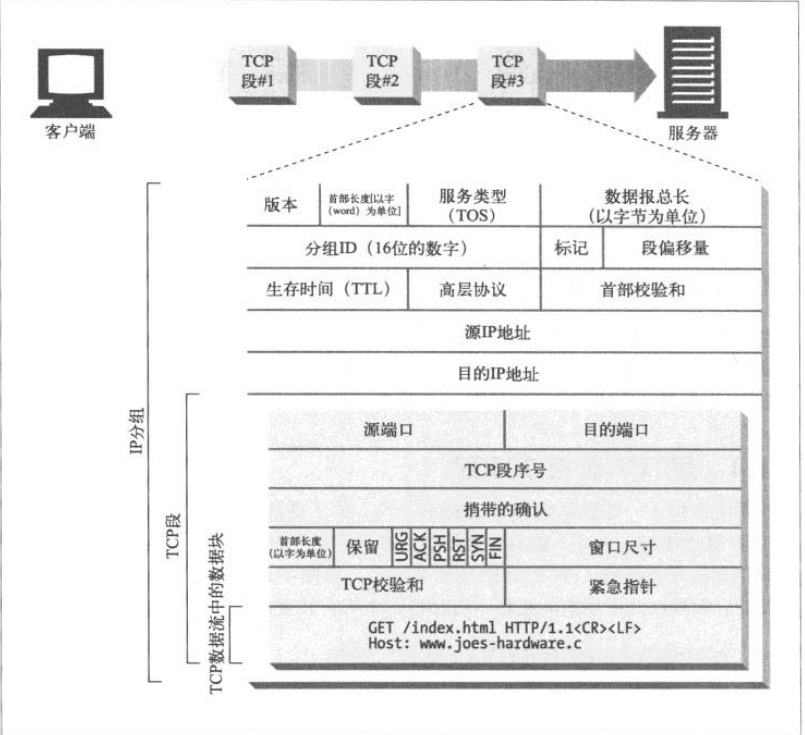 TCP
段#1
TCP
段#2
TCP
段#3
客户端
服务器
版本
首部长度[以字
(word) 为单位]
服务类型
(TOS)
数据报总长
(以字节为单位)
分组ID (16位的数字)
标记
段偏移量
生存时间 (TTL)
高层协议
首部校验和
源IP地址
目的IP地址
IP分组
TCP段
TCP数据流中的数据块
源端口
目的端口
TCP段序号
捎带的确认
首部长度
(以字为单位)
保留
URG
ACK
PSH
RST
SYN
FIN
窗口尺寸
TCP校验和
紧急指针
GET /index.html HTTP/1.1<CR><LF>
Host: www.joes-hardware.c